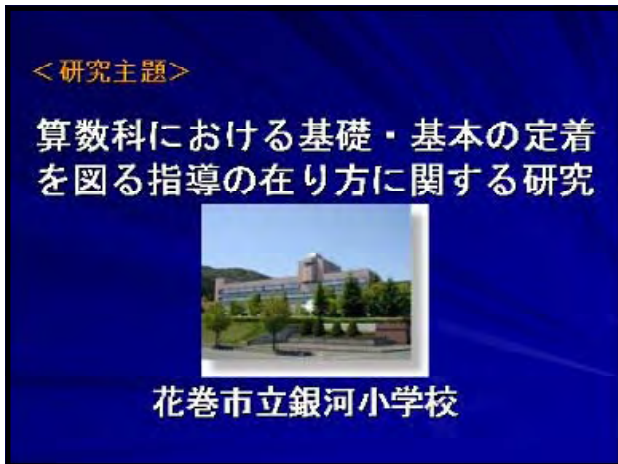 ＜研究主題＞
算数科における基礎・基本の定着
を図る指導の在り方に関する研究
花巻市立銀河小学校